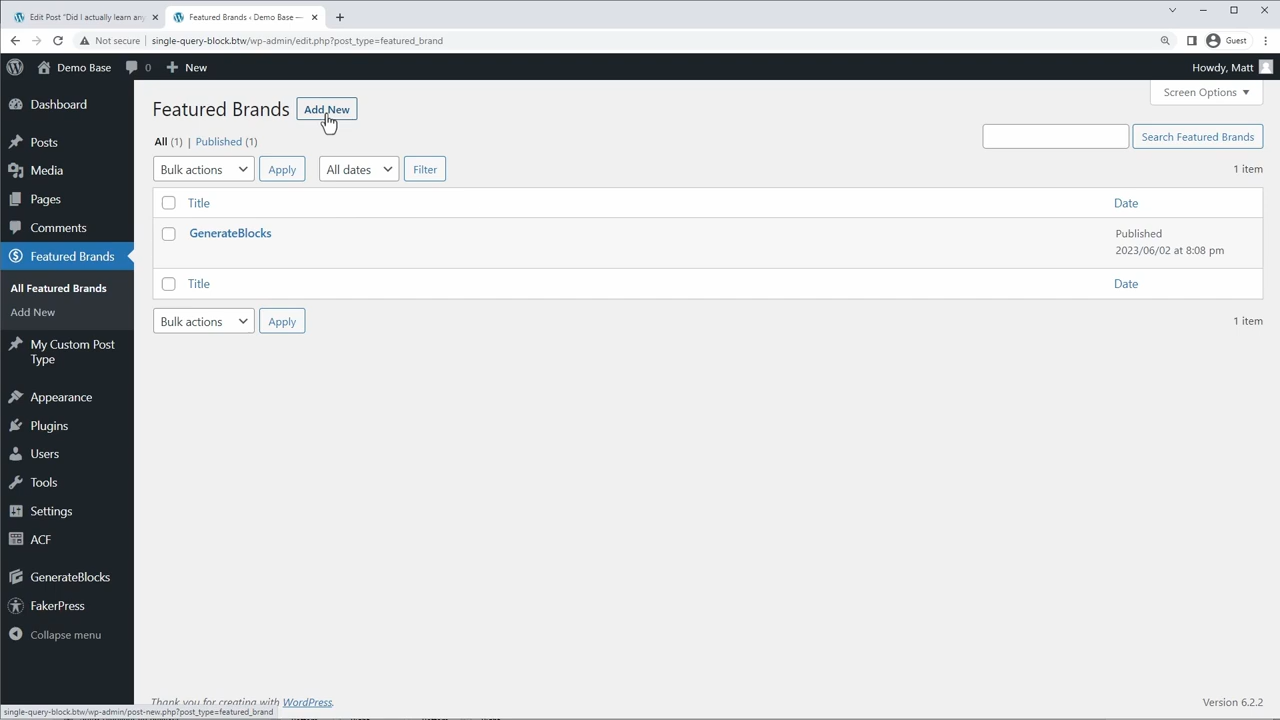 Edit Post “Did I actually learn any
Featured Brands ‹ Demo Base —
Not secure
single-query-block.btw/wp-admin/edit.php?post_type=featured_brand
Guest
Demo Base
0
New
Howdy, Matt
Dashboard
Posts
Media
Pages
Comments
Featured Brands
All Featured Brands
Add New
My Custom Post
Type
Appearance
Plugins
Users
Tools
Settings
ACF
GenerateBlocks
FakerPress
Collapse menu
Screen Options
Featured Brands
Add New
All (1) | Published (1)
Search Featured Brands
Bulk actions
Apply
All dates
Filter
1 item
Title
Date
GenerateBlocks
Published
2023/06/02 at 8:08 pm
Title
Date
Bulk actions
Apply
1 item
Thank you for creating with WordPress.
Version 6.2.2
single-query-block.btw/wp-admin/post-new.php?post_type=featured_brand